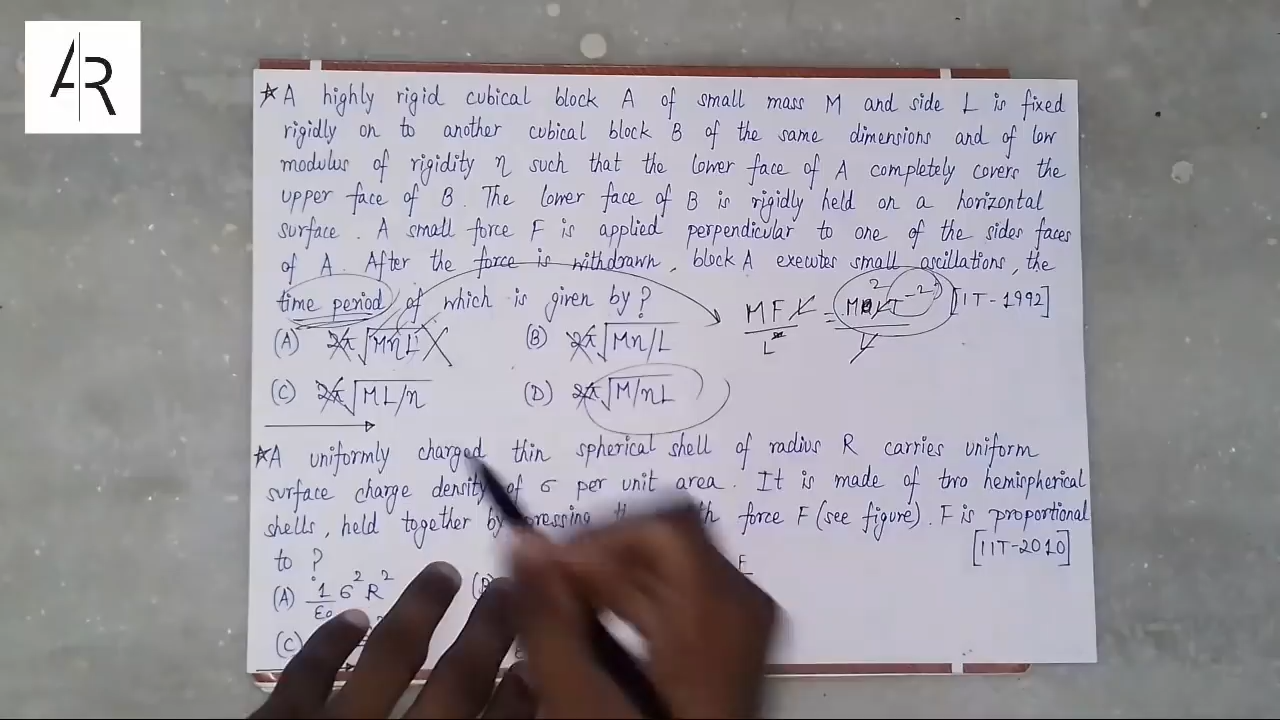 AR
★A highly rigid cubical block A of small mass M and side L is fixed
rigidly on to another cubical block B of the same dimensions and of low
modulus of rigidity η such that the lower face of A completely covers the
upper face of B. The lower face of B is rigidly held on a horizontal
surface. A small force F is applied perpendicular to one of the sides faces
of A. After the force is withdrawn, block A executes small oscillations, the
time period of which is given by?
[IIT-1992]
(A) 2π√MηL
(B) 2π√Mη/L
(C) 2π√ML/η
(D) 2π√M/ηL
★A uniformly charged thin spherical shell of radius R carries uniform
surface charge density of σ per unit area. It is made of two hemispherical
shells, held together by pressing force F (see figure). F is proportional
to ?
[IIT-2010]
(A) 1/ε₀ σ² R²
(B)
(C)